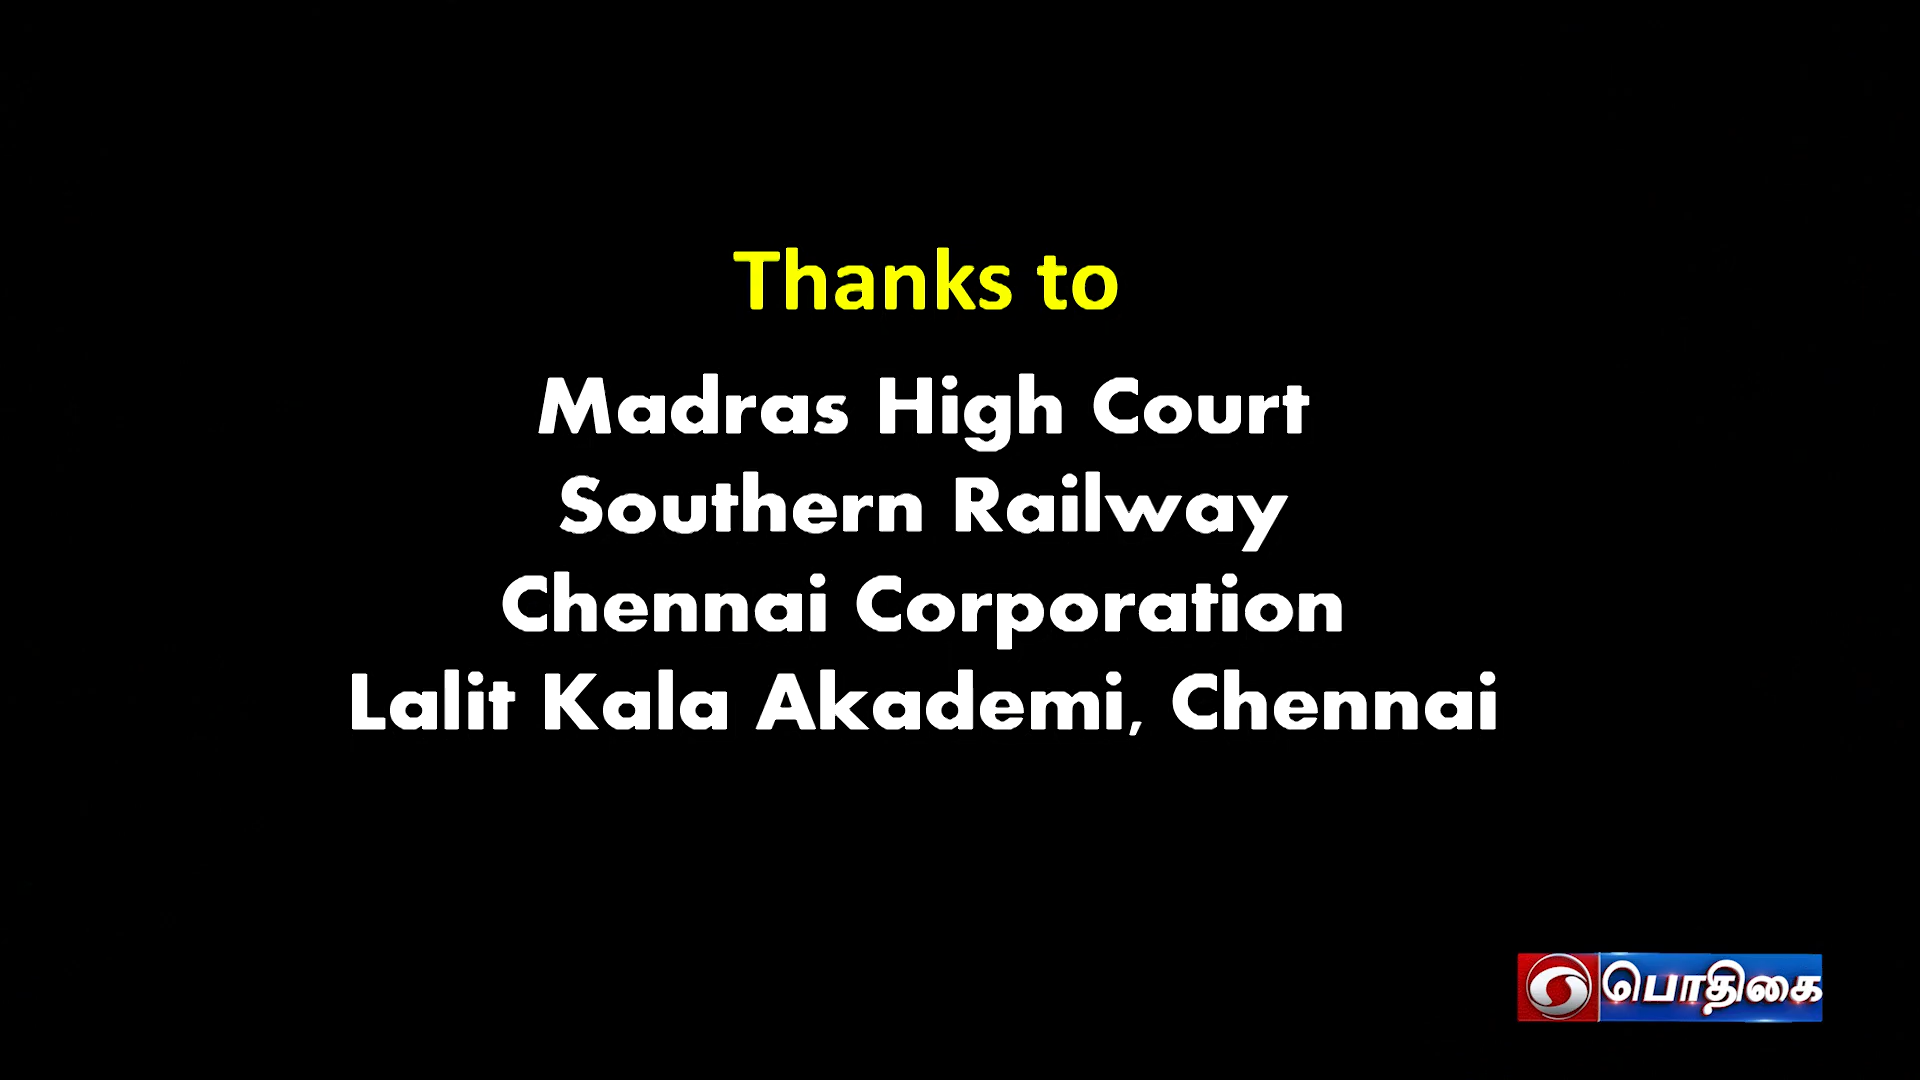 Thanks to
Madras High Court
Southern Railway
Chennai Corporation
Lalit Kala Akademi, Chennai
பொதிகை